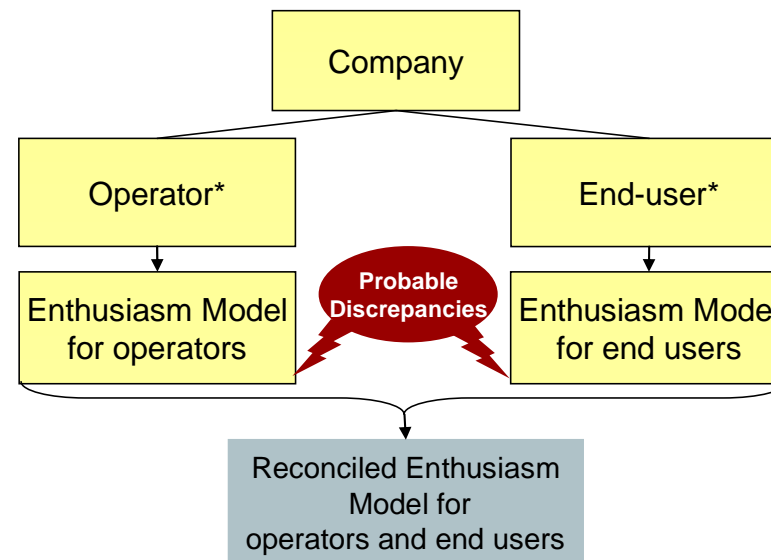 Company
Operator*
End-user*
Probable
Discrepancies
Enthusiasm Model
for operators
Enthusiasm Mode
for end users
Reconciled Enthusiasm
Model for
operators and end users